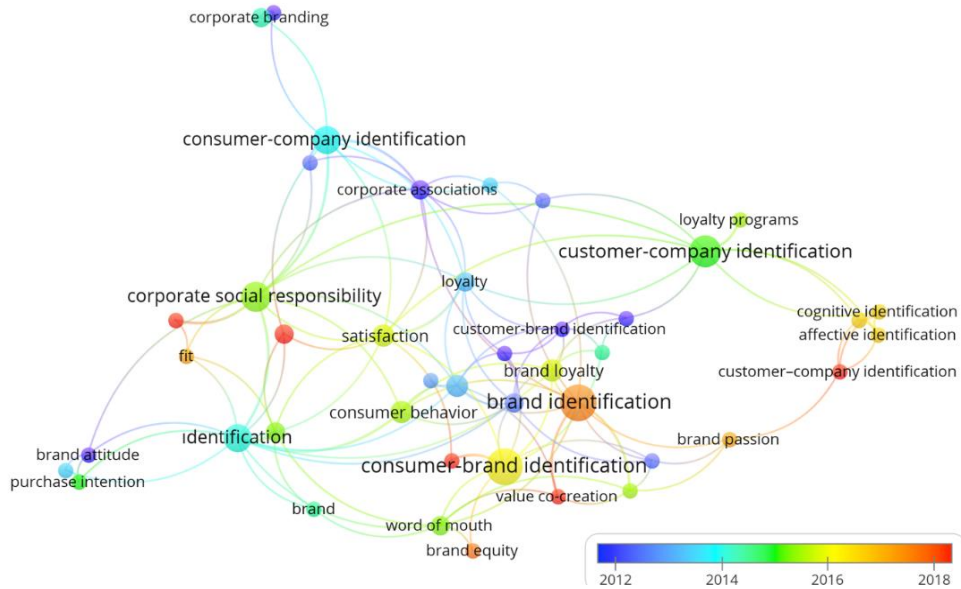 corporate branding
consumer-company identification
corporate associations
loyalty programs
customer-company identification
loyalty
corporate social responsibility
cognitive identification
customer-brand identification
satisfaction
affective identification
fit
brand loyalty
customer–company identification
brand identification
consumer behavior
identification
brand passion
brand attitude
consumer-brand identification
purchase intention
value co-creation
brand
word of mouth
brand equity
2012 2014 2016 2018